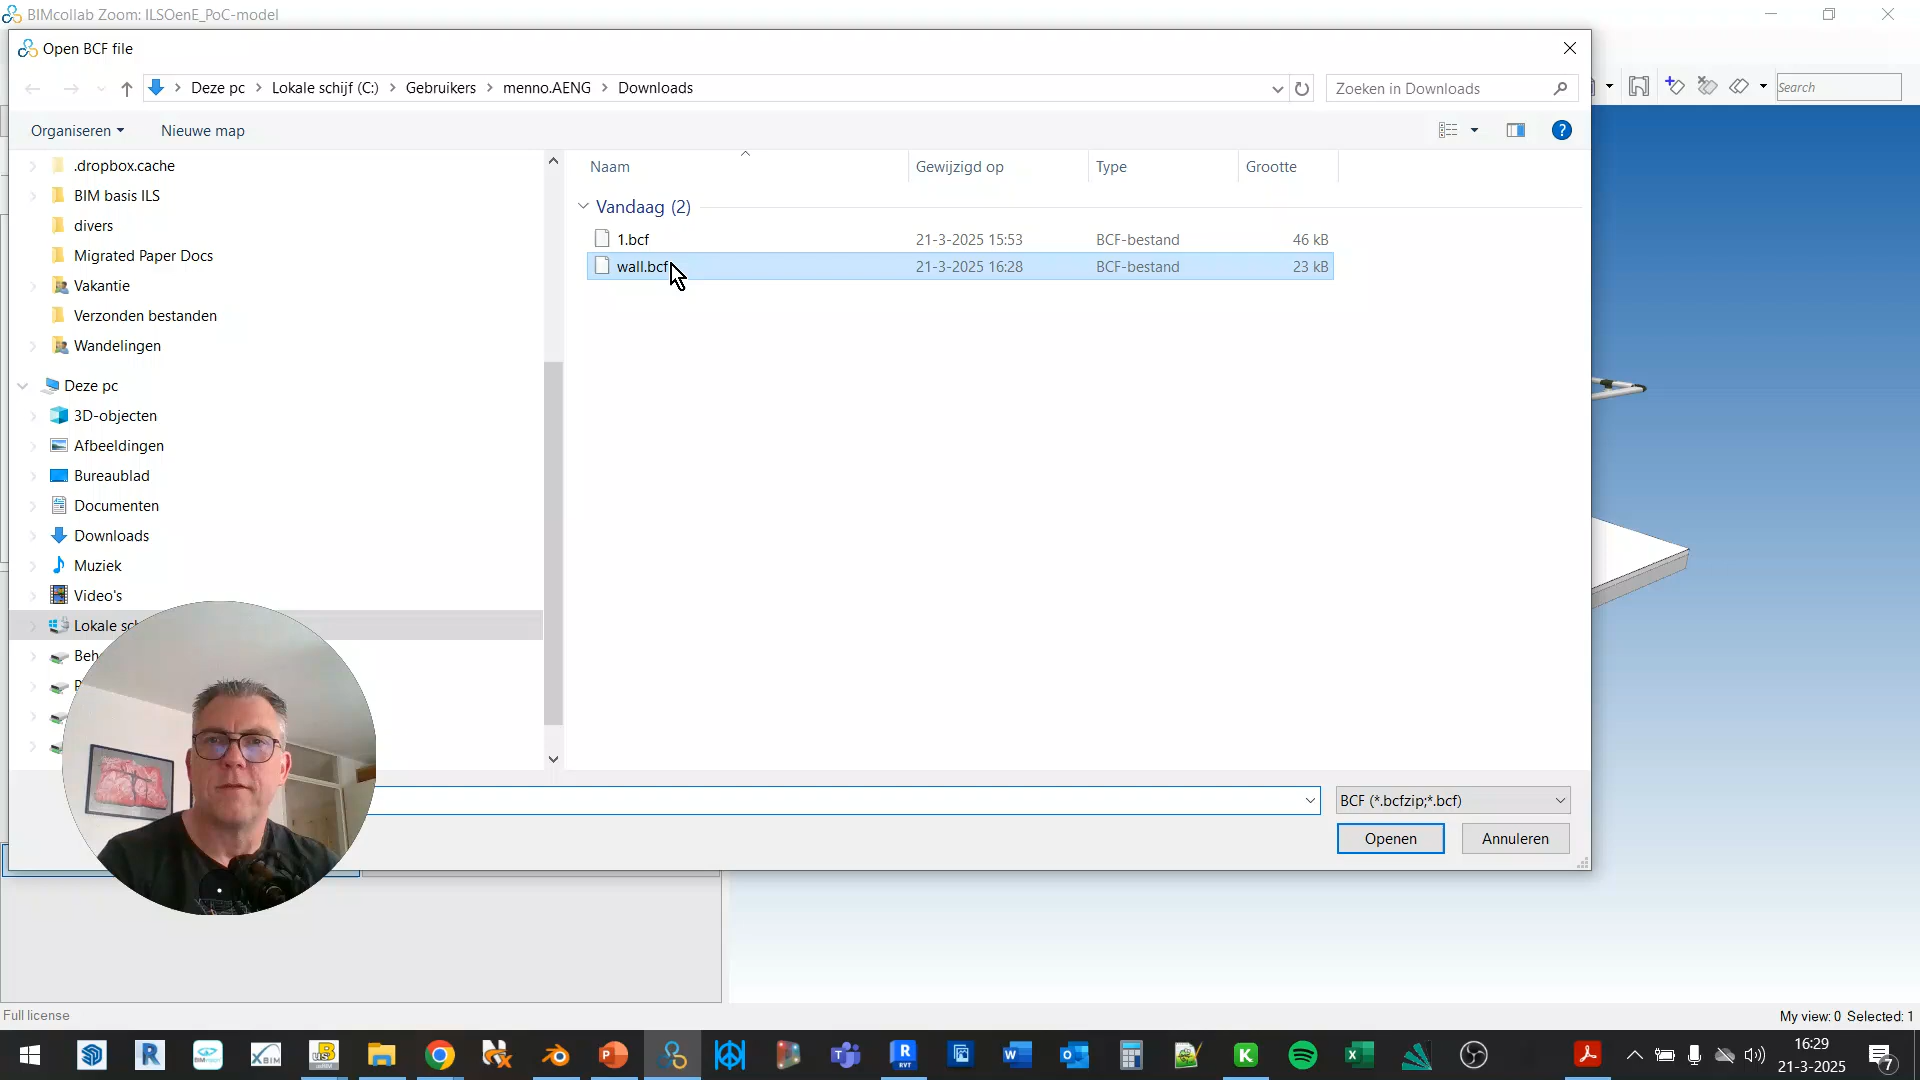 BIMcollab Zoom: ILSOenE_PoC-model
Open BCF file
Deze pc
Lokale schijf (C:)
Gebruikers
menno.AENG
Downloads
Zoeken in Downloads
Search
Organiseren
Nieuwe map
.dropbox.cache
BIM basis ILS
divers
Migrated Paper Docs
Vakantie
Verzonden bestanden
Wandelingen
Deze pc
3D-objecten
Afbeeldingen
Bureaublad
Documenten
Downloads
Muziek
Video's
Lokale sch
Beh
Naam
Gewijzigd op
Type
Grootte
Vandaag (2)
1.bcf
21-3-2025 15:53
BCF-bestand
46 kB
wall.bcf
21-3-2025 16:28
BCF-bestand
23 kB
BCF (*.bcfzip;*.bcf)
Openen
Annuleren
Full license
My view: 0 Selected: 1
16:29
21-3-2025
7